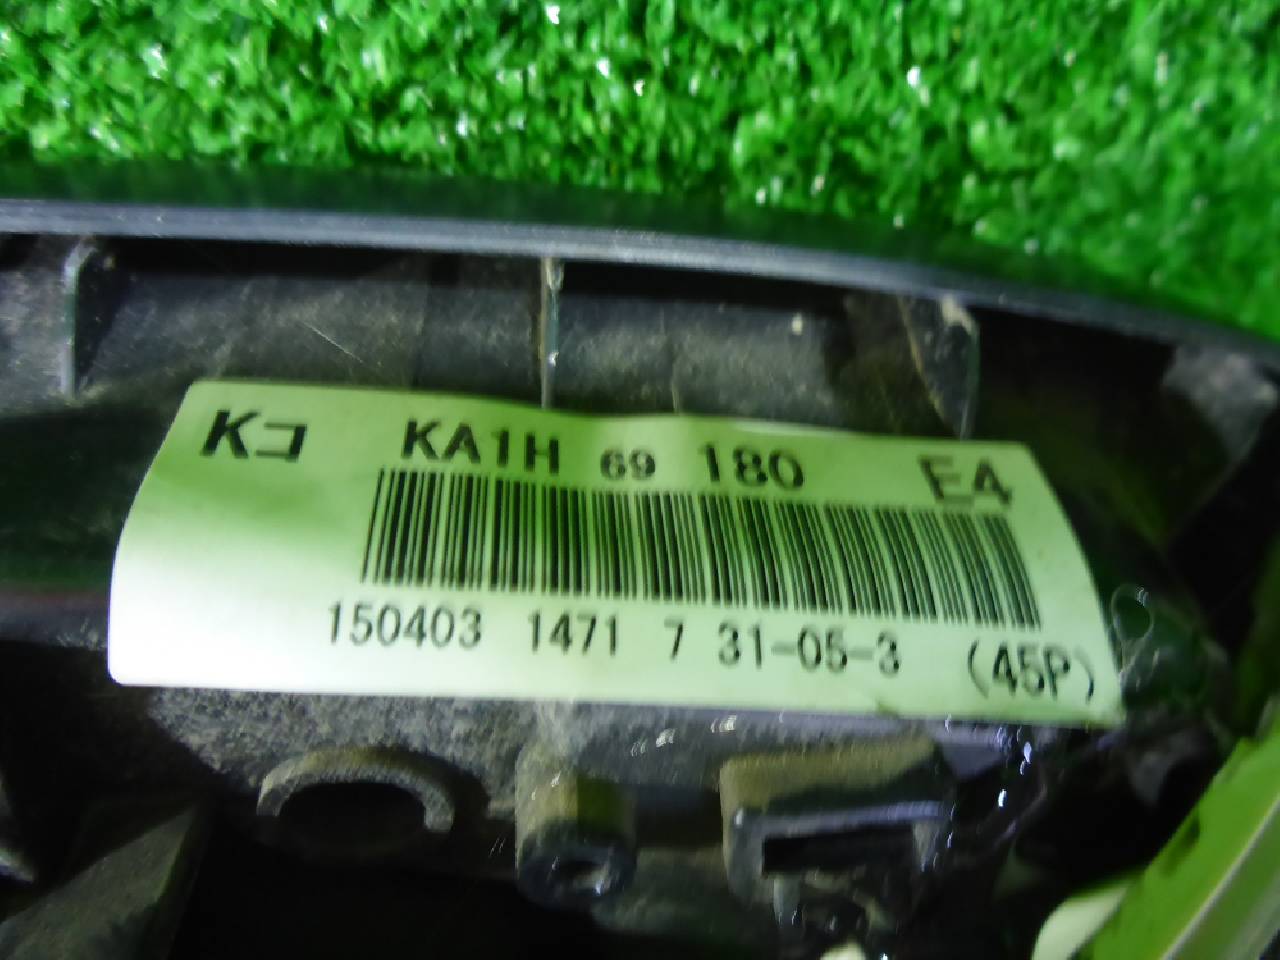 Kコ KA1H 69 180 E4
150403 1471 7 31-05-3 (45P)